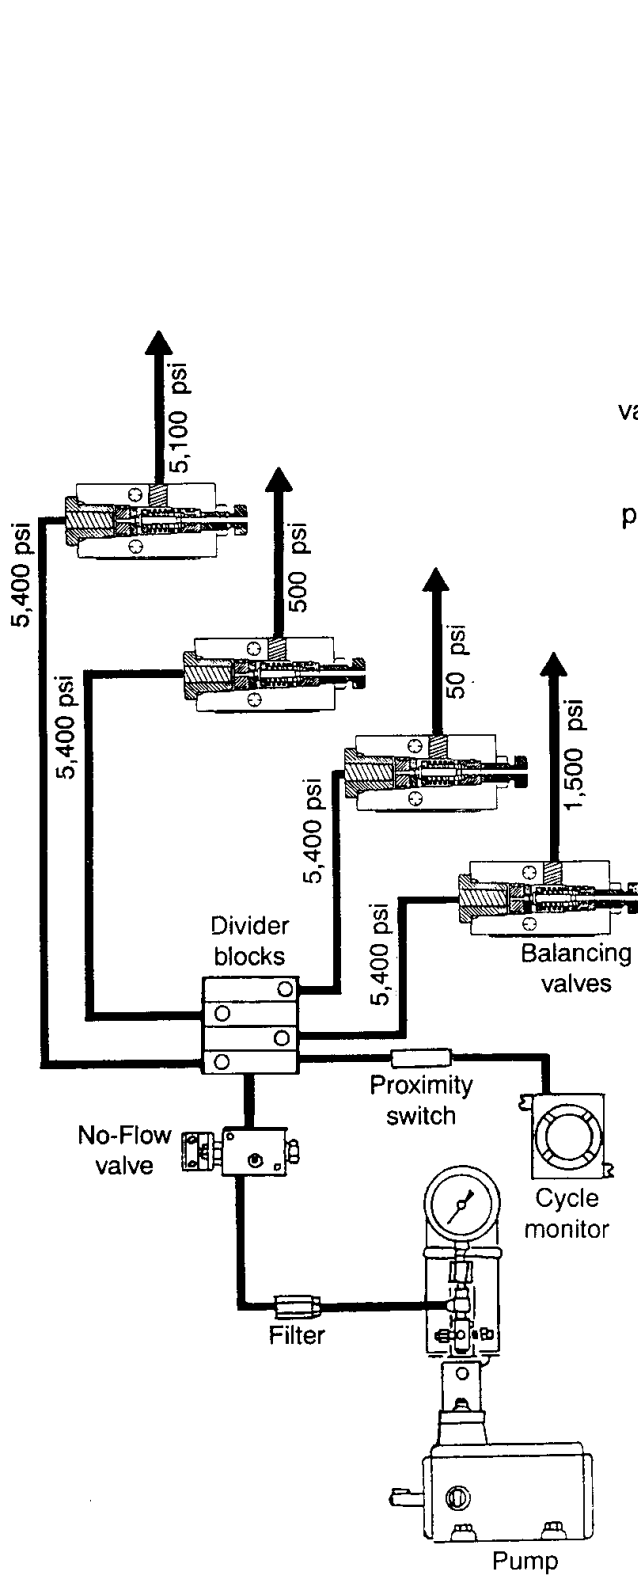 5,100 psi
5,400 psi
500 psi
5,400 psi
50 psi
5,400 psi
1,500 psi
5,400 psi
va
p
Divider
blocks
Balancing
valves
Proximity
switch
No-Flow
valve
Cycle
monitor
Filter
Pump